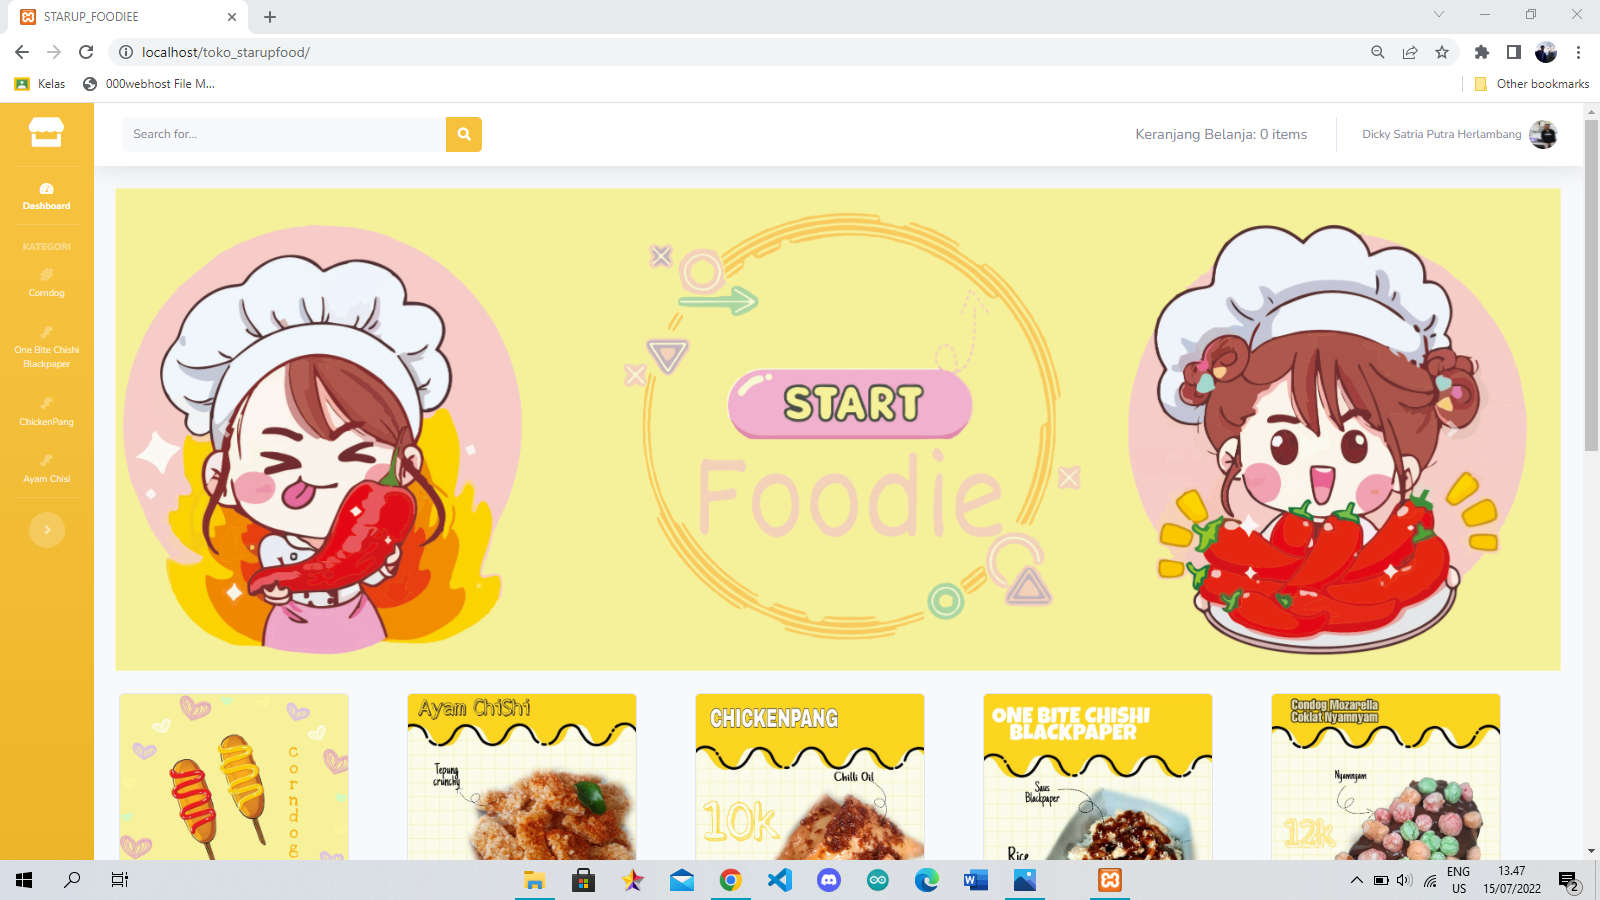 STARUP_FOODIEE
localhost/toko_starupfood/
Kelas
000webhost File M...
Other bookmarks
Search for...
Keranjang Belanja: 0 items
Dicky Satria Putra Herlambang
Dashboard
KATEGORI
Corndog
One Bite Chishi
Blackpaper
ChickenPang
Ayam Chisi
START
Foodie
corndog
Ayam ChiShi
Tepung
crunchy
CHICKENPANG
Chilli Oil
10k
ONE BITE CHISHI
BLACKPAPER
Saus
Blackpaper
Rice
Condog Mozarella
Coklat Nyamnyam
Nyamnyam
12k
ENG
US
13.47
15/07/2022
2